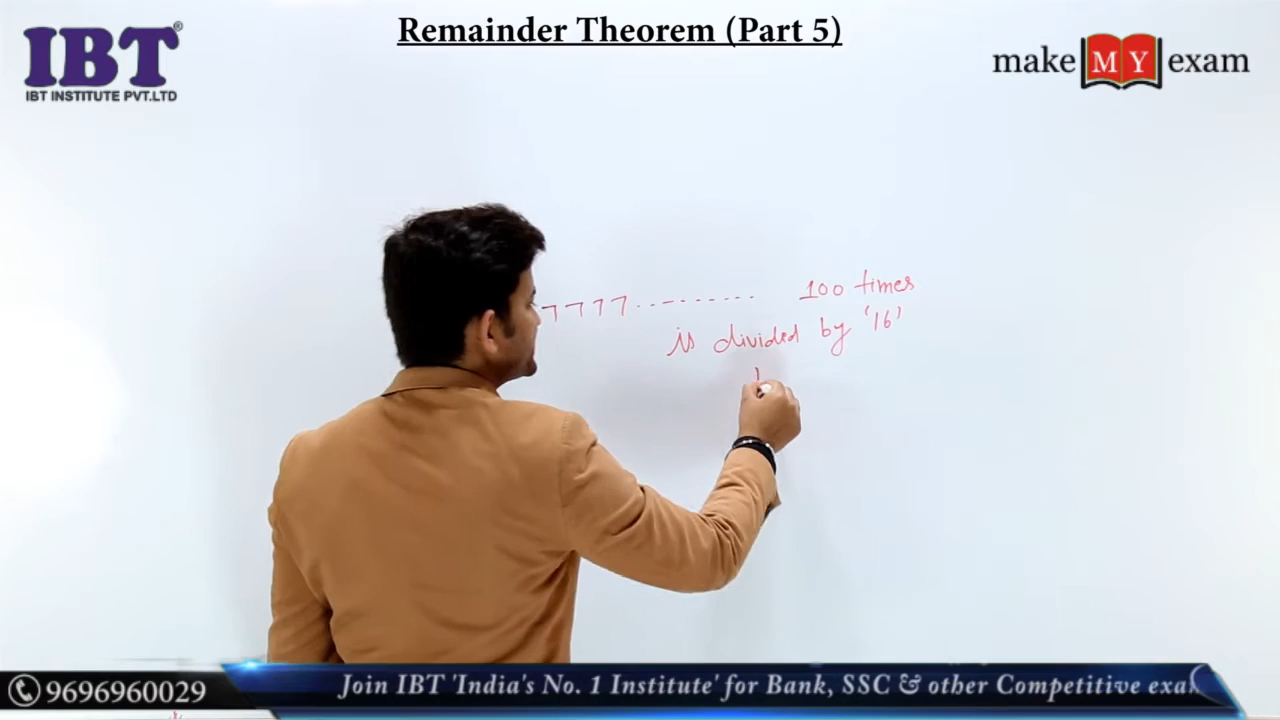 IBT®
IBT INSTITUTE PVT.LTD
Remainder Theorem (Part 5)
make MY exam
7777.........
100 times
is divided by '16'
9696960029
Join IBT 'India's No. 1 Institute' for Bank, SSC & other Competitive exa